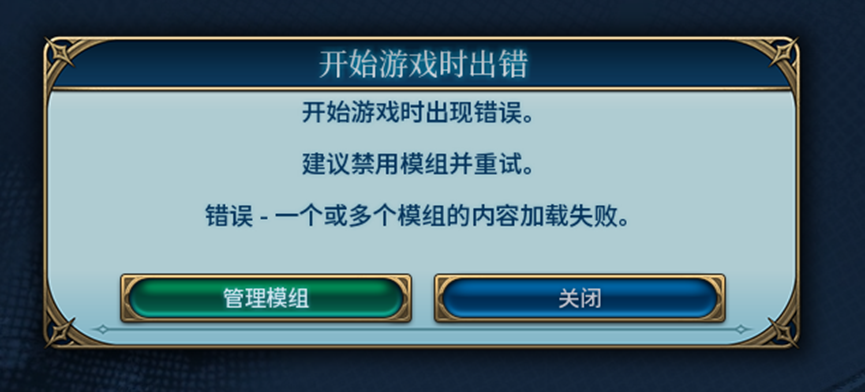 开始游戏时出错
开始游戏时出现错误。
建议禁用模组并重试。
错误 - 一个或多个模组的内容加载失败。
管理模组
关闭